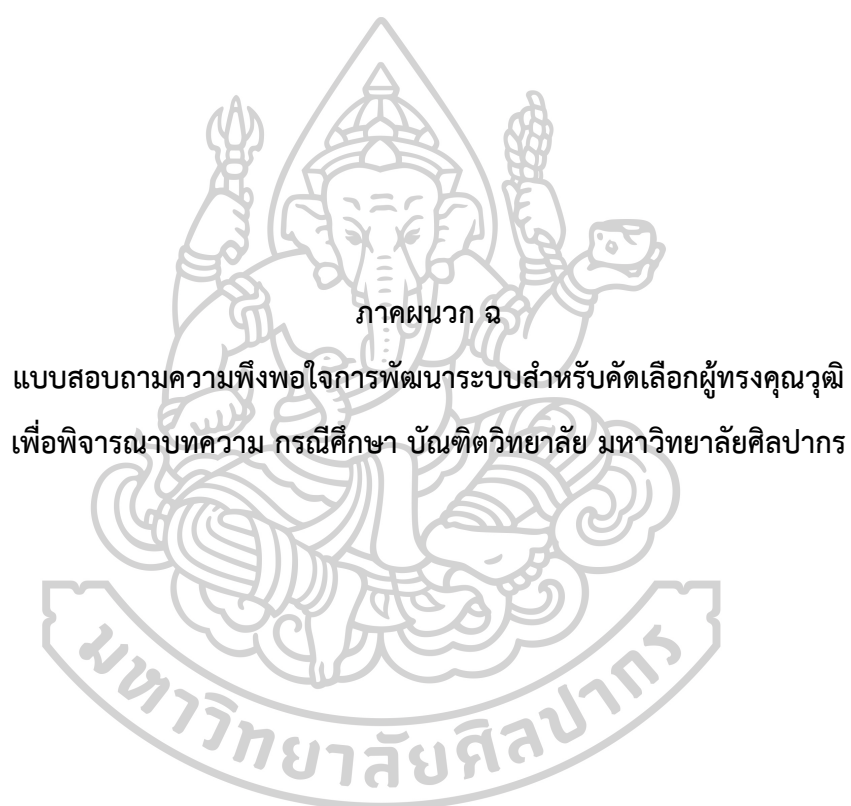 ภาคผนวก ฉ
แบบสอบถามความพึงพอใจการพัฒนาระบบสำหรับคัดเลือกผู้ทรงคุณวุฒิ
เพื่อพิจารณาบทความ กรณีศึกษา บัณฑิตวิทยาลัย มหาวิทยาลัยศิลปากร
มหาวิทยาลัยศิลปากร